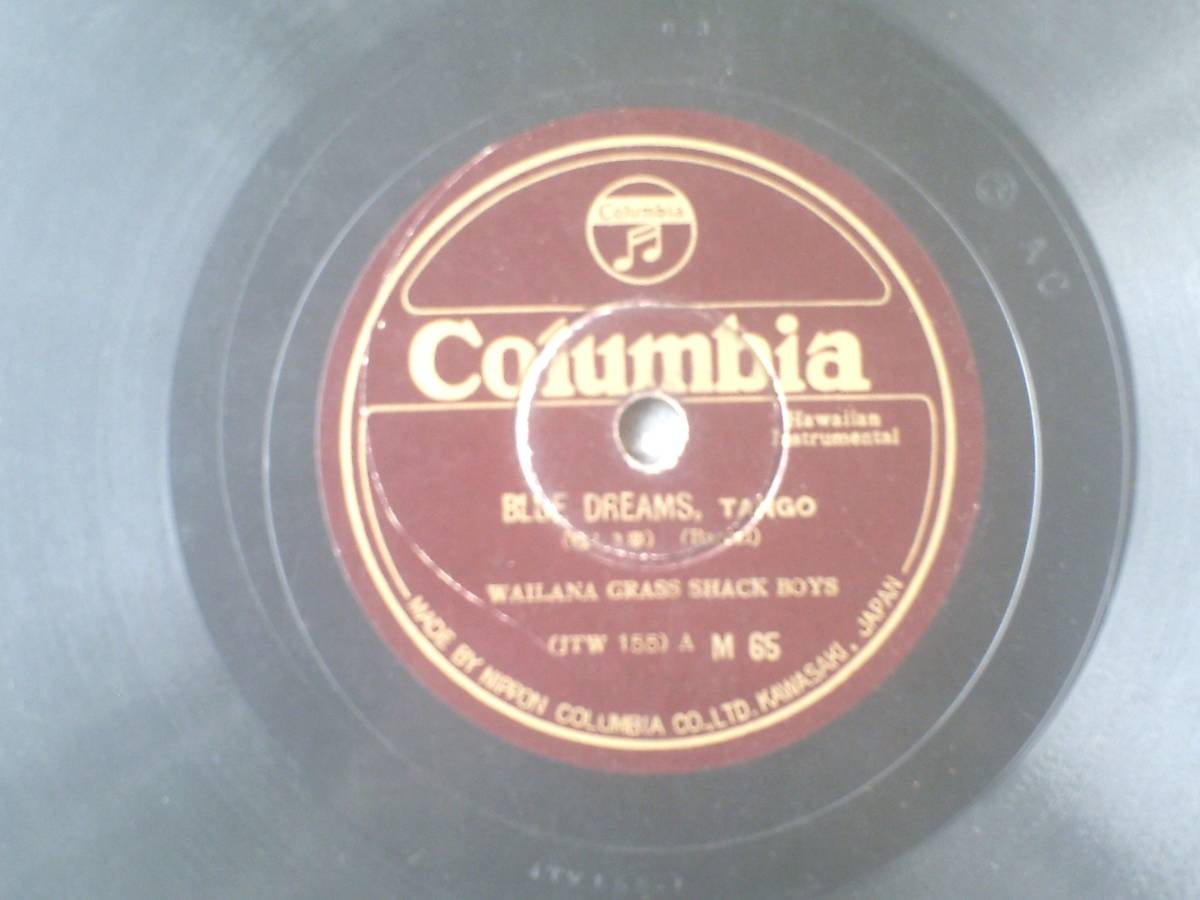 Columbia
Columbia
Hawaiian
Instrumental
BLUE DREAMS, TANGO
WAILANA GRASS SHACK BOYS
(JTW 155) A M 65
MADE BY NIPPON COLUMBIA CO., LTD. KAWASAKI, JAPAN
A C